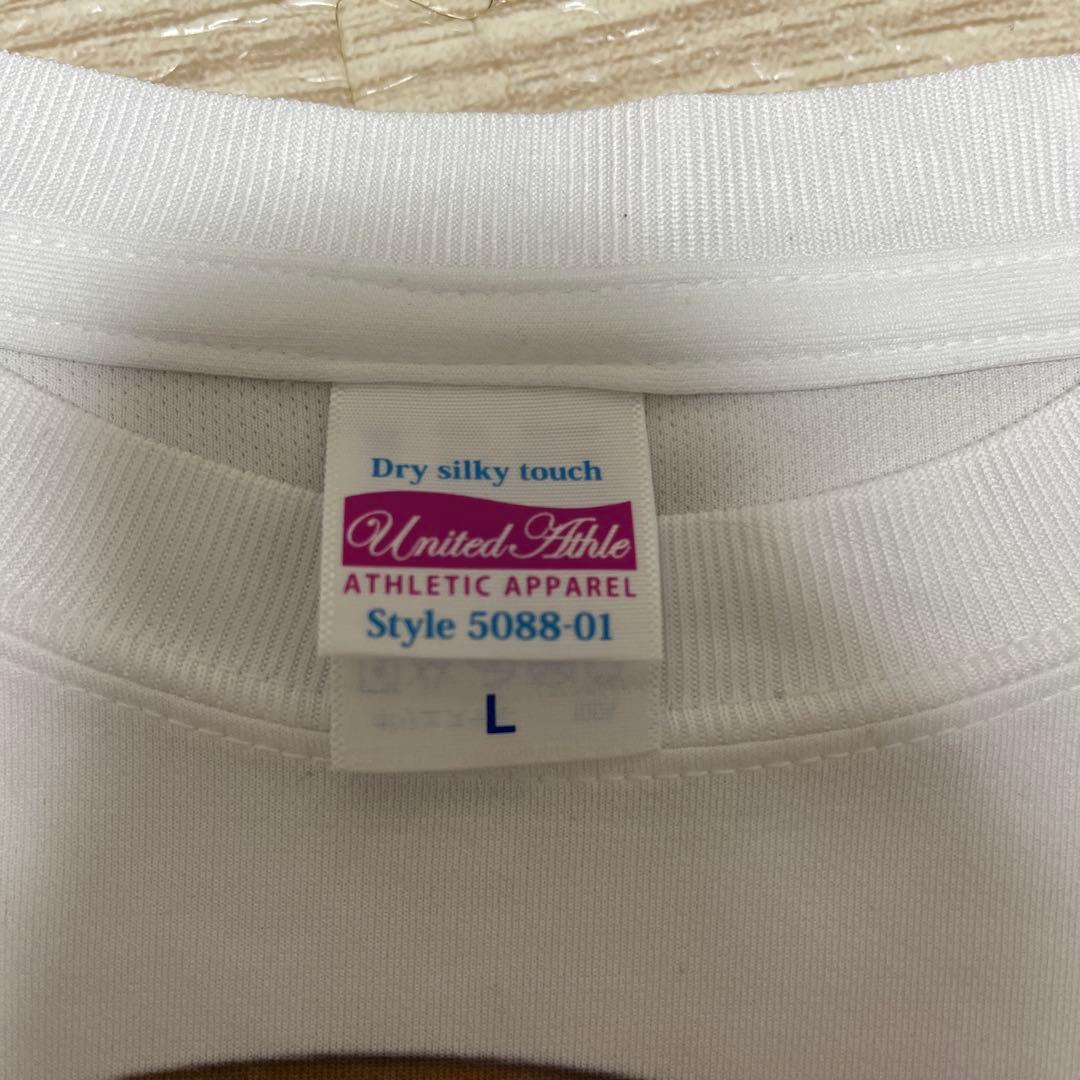 Dry silky touch
United Athle
ATHLETIC APPAREL
Style 5088-01
L